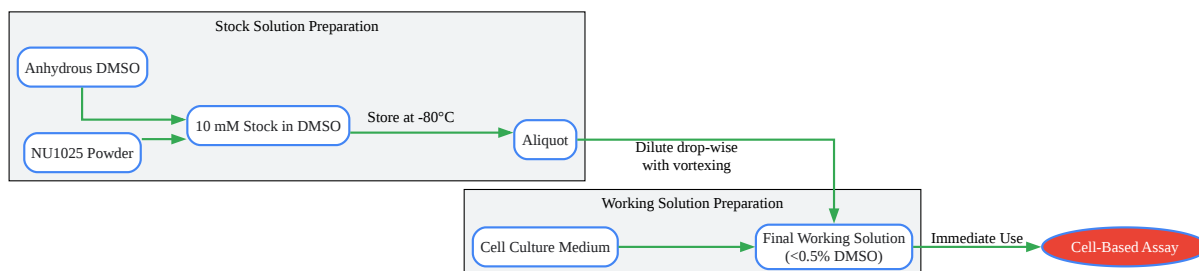 Stock Solution Preparation
Anhydrous DMSO
NU1025 Powder
10 mM Stock in DMSO
Store at -80°C
Aliquot
Dilute drop-wise
with vortexing
Working Solution Preparation
Cell Culture Medium
Final Working Solution
(<0.5% DMSO)
Immediate Use
Cell-Based Assay